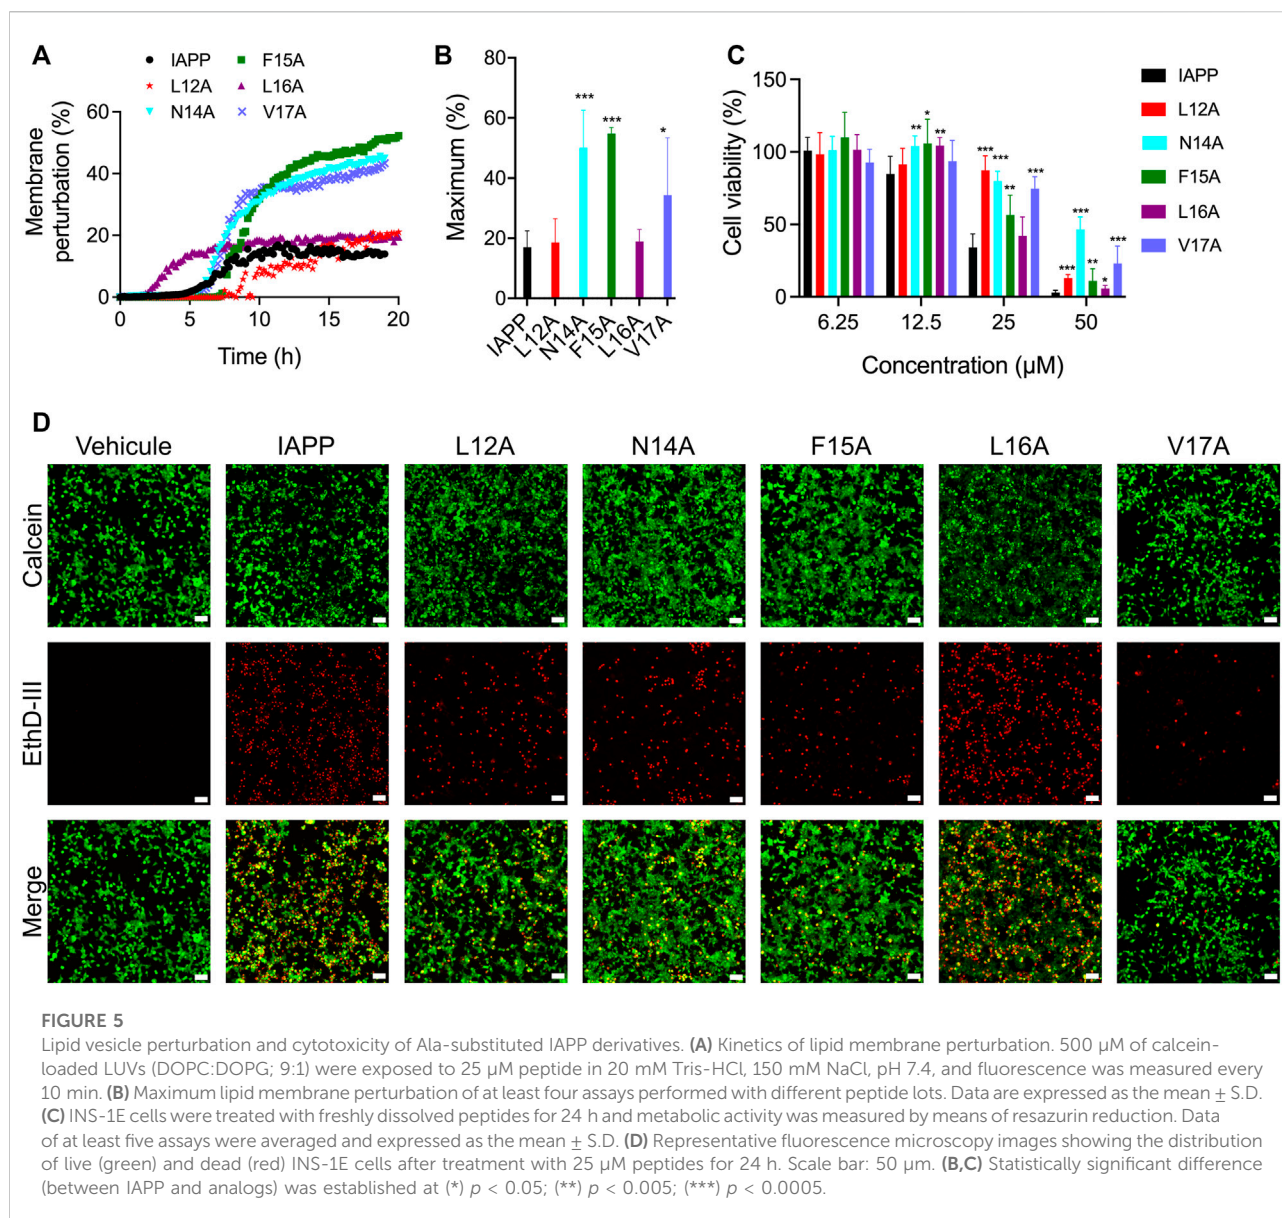 A
IAPP
L12A
N14A
F15A
L16A
V17A
Membrane
perturbation (%)
60
40
20
0
0 5 10 15 20
Time (h)
B
Maximum (%)
80
60
40
20
0
***
***
*
IAPP
L12A
N14A
F15A
L16A
V17A
C
Cell viability (%)
150
100
50
0
** * **
*** *** ** ***
*** *** ** * ***
6.25 12.5 25 50
Concentration (µM)
IAPP
L12A
N14A
F15A
L16A
V17A
D
Vehicule IAPP L12A N14A F15A L16A V17A
Calcein
EthD-III
Merge
FIGURE 5
Lipid vesicle perturbation and cytotoxicity of Ala-substituted IAPP derivatives. (A) Kinetics of lipid membrane perturbation. 500 µM of calcein-
loaded LUVs (DOPC:DOPG; 9:1) were exposed to 25 µM peptide in 20 mM Tris-HCl, 150 mM NaCl, pH 7.4, and fluorescence was measured every
10 min. (B) Maximum lipid membrane perturbation of at least four assays performed with different peptide lots. Data are expressed as the mean ± S.D.
(C) INS-1E cells were treated with freshly dissolved peptides for 24 h and metabolic activity was measured by means of resazurin reduction. Data
of at least five assays were averaged and expressed as the mean ± S.D. (D) Representative fluorescence microscopy images showing the distribution
of live (green) and dead (red) INS-1E cells after treatment with 25 µM peptides for 24 h. Scale bar: 50 µm. (B,C) Statistically significant difference
(between IAPP and analogs) was established at (*) p < 0.05; (**) p < 0.005; (***) p < 0.0005.